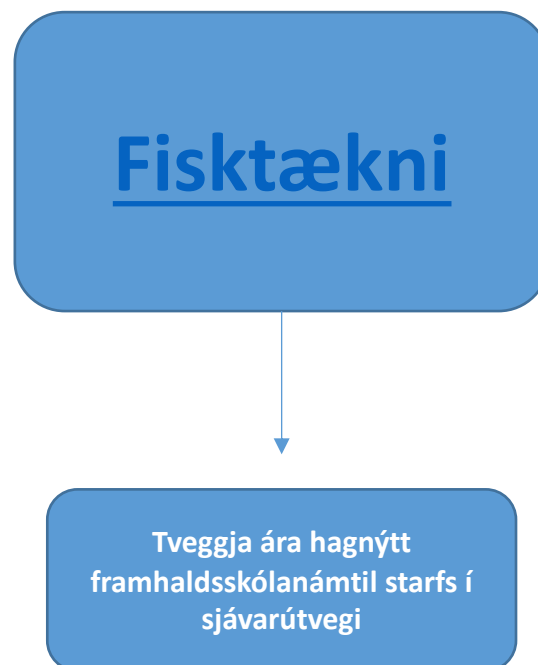 Fisktækni
Tveggja ára hagnýtt
framhaldsskólanámtil starfs í
sjávarútvegi